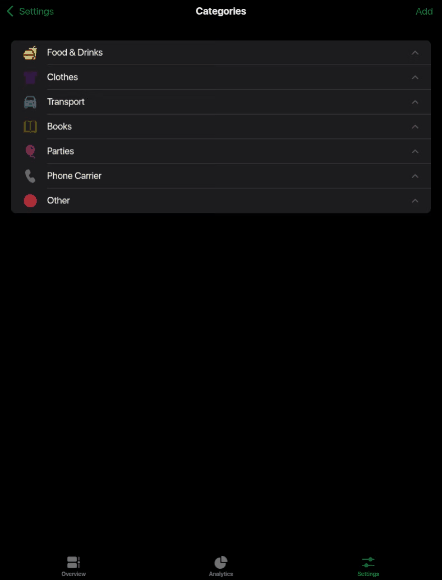 Settings
Categories
Add
Food & Drinks
Clothes
Transport
Books
Parties
Phone Carrier
Other
Overview
Analytics
Settings